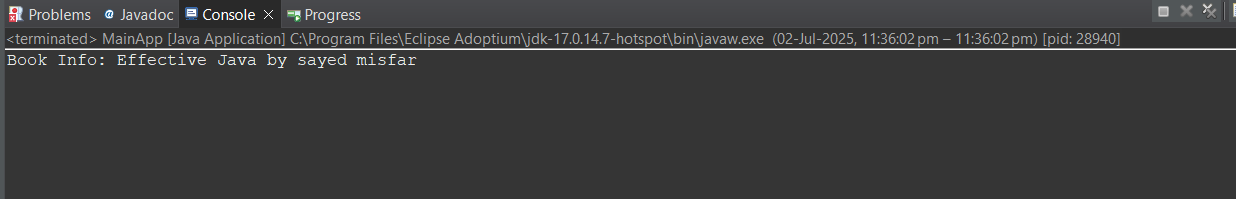 Problems @ Javadoc Console Progress
<terminated> MainApp [Java Application] C:\Program Files\Eclipse Adoptium\jdk-17.0.14.7-hotspot\bin\javaw.exe (02-Jul-2025, 11:36:02 pm – 11:36:02 pm) [pid: 28940]
Book Info: Effective Java by sayed misfar